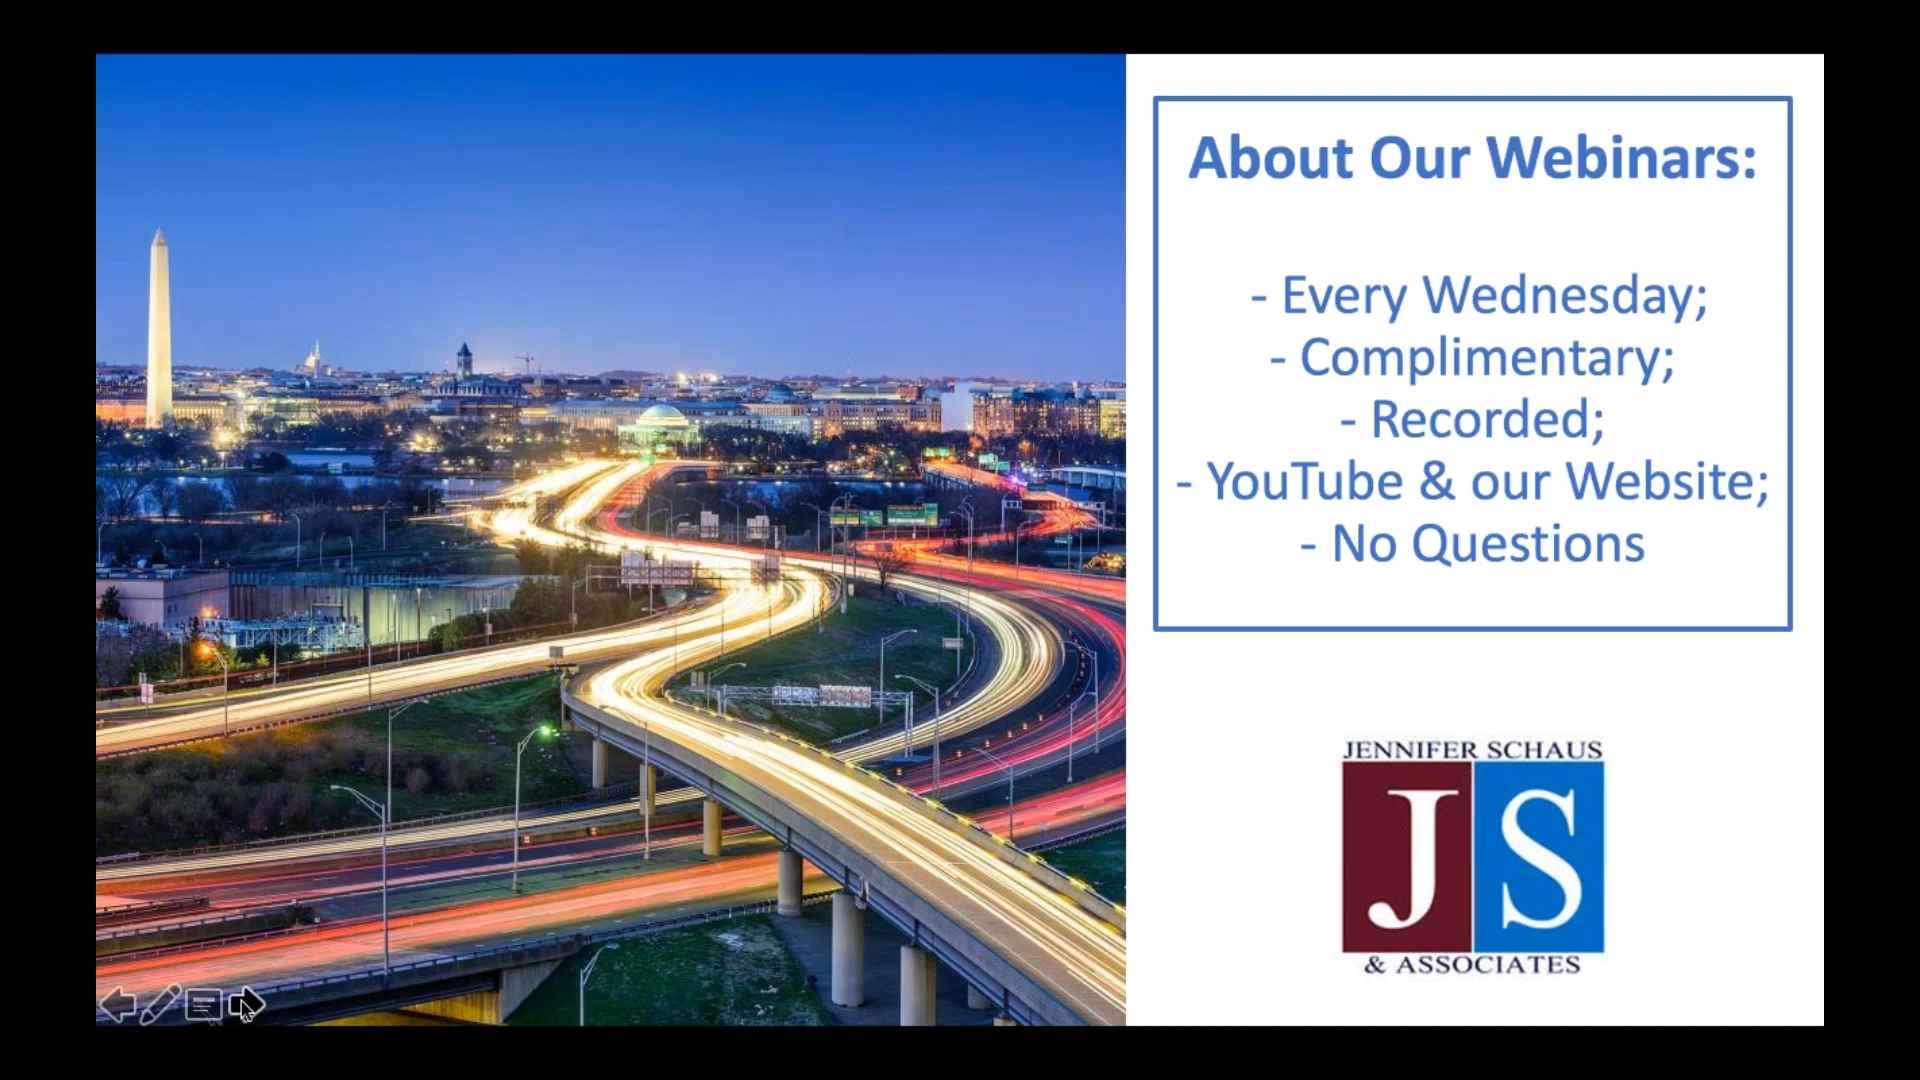 About Our Webinars:
- Every Wednesday;
- Complimentary;
- Recorded;
- YouTube & our Website;
- No Questions
JENNIFER SCHAUS
JS
& ASSOCIATES